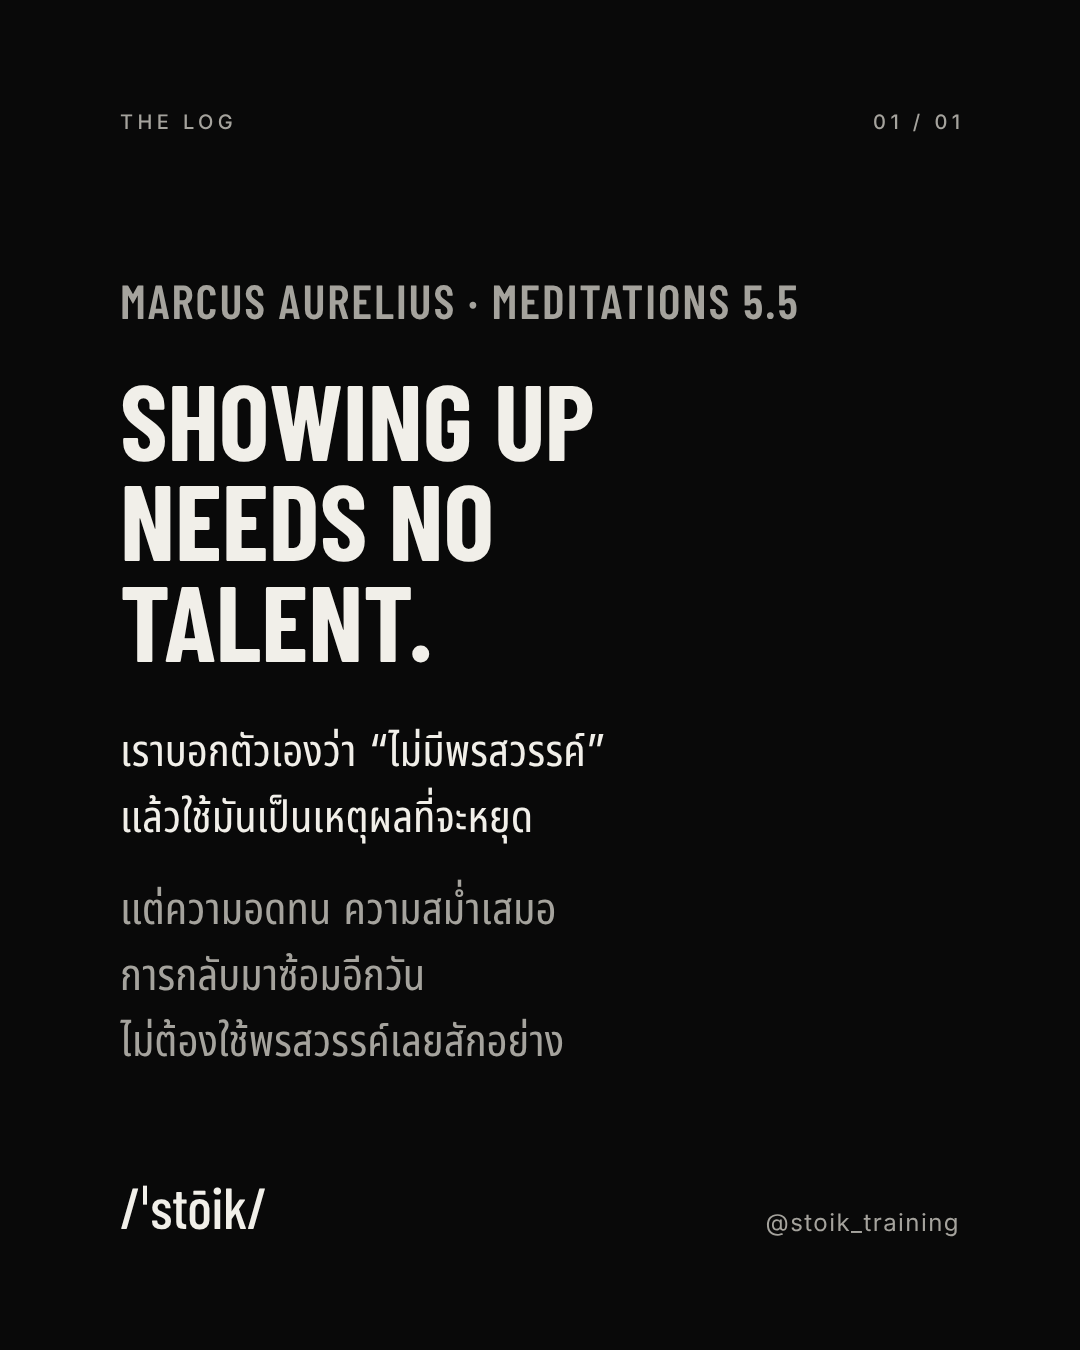 THE LOG
01 / 01
MARCUS AURELIUS · MEDITATIONS 5.5
SHOWING UP
NEEDS NO
TALENT.
เราบอกตัวเองว่า “ไม่มีพรสวรรค์”
แล้วใช้มันเป็นเหตุผลที่จะหยุด
แต่ความอดทน ความสม่ำเสมอ
การกลับมาซ้อมอีกวัน
ไม่ต้องใช้พรสวรรค์เลยสักอย่าง
/ˈstōik/
@stoik_training